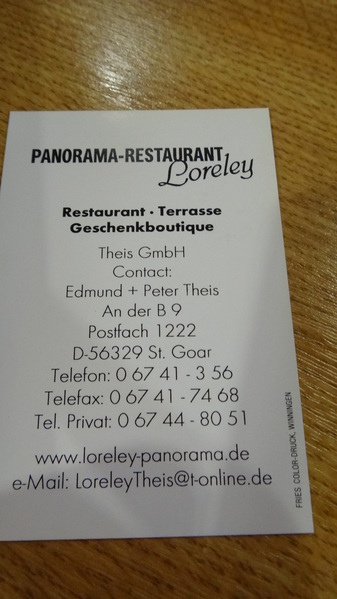 PANORAMA-RESTAURANT
Loreley
Restaurant · Terrasse
Geschenkboutique
Theis GmbH
Contact:
Edmund + Peter Theis
An der B 9
Postfach 1222
D-56329 St. Goar
Telefon: 0 67 41 - 3 56
Telefax: 0 67 41 - 74 68
Tel. Privat: 0 67 44 - 80 51
www.loreley-panorama.de
e-Mail: LoreleyTheis@t-online.de
FRIES COLOR-DRUCK, WINNINGEN